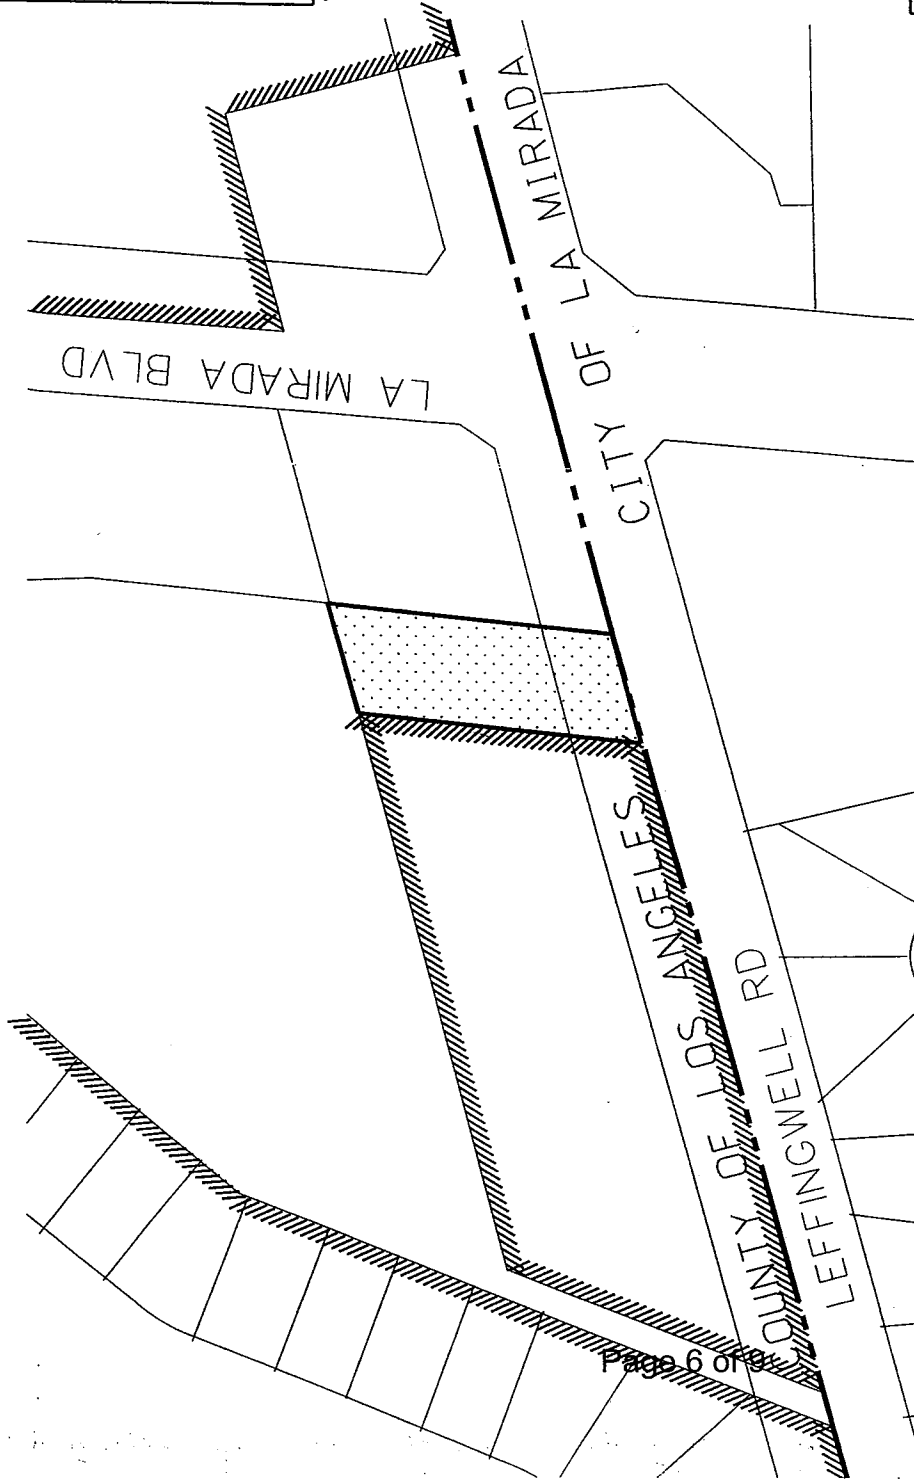 CITY OF LA MIRADA
LA MIRADA BLVD
COUNTY OF LOS ANGELES
LEFFINGWELL RD
Page 6 of 9